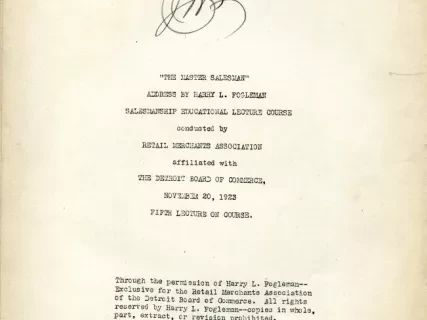 "THE MASTER SALESMAN"
ADDRESS BY HARRY L. FOGLEMAN
SALESMANSHIP EDUCATIONAL LECTURE COURSE
conducted by
RETAIL MERCHANTS ASSOCIATION
affiliated with
THE DETROIT BOARD OF COMMERCE,
NOVEMBER 20, 1923
FIFTH LECTURE ON COURSE.
Through the permission of Harry L. Fogleman--
Exclusive for the Retail Merchants Association
of the Detroit Board of Commerce. All rights
reserved by Harry L. Fogleman--copies in whole,
part, extract, or revision prohibited.